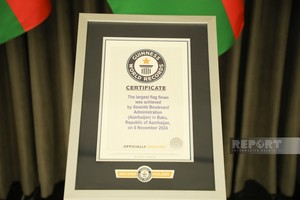 GUINNESS
WORLD RECORDS
CERTIFICATE
The largest flag 
was achieved
by Seaside Boulevard
Administration
(Azerbaijan) in Baku,
Republic of Azerbaijan,
on 6 November 2024
OFFICIALLY AMAZING
REPORT